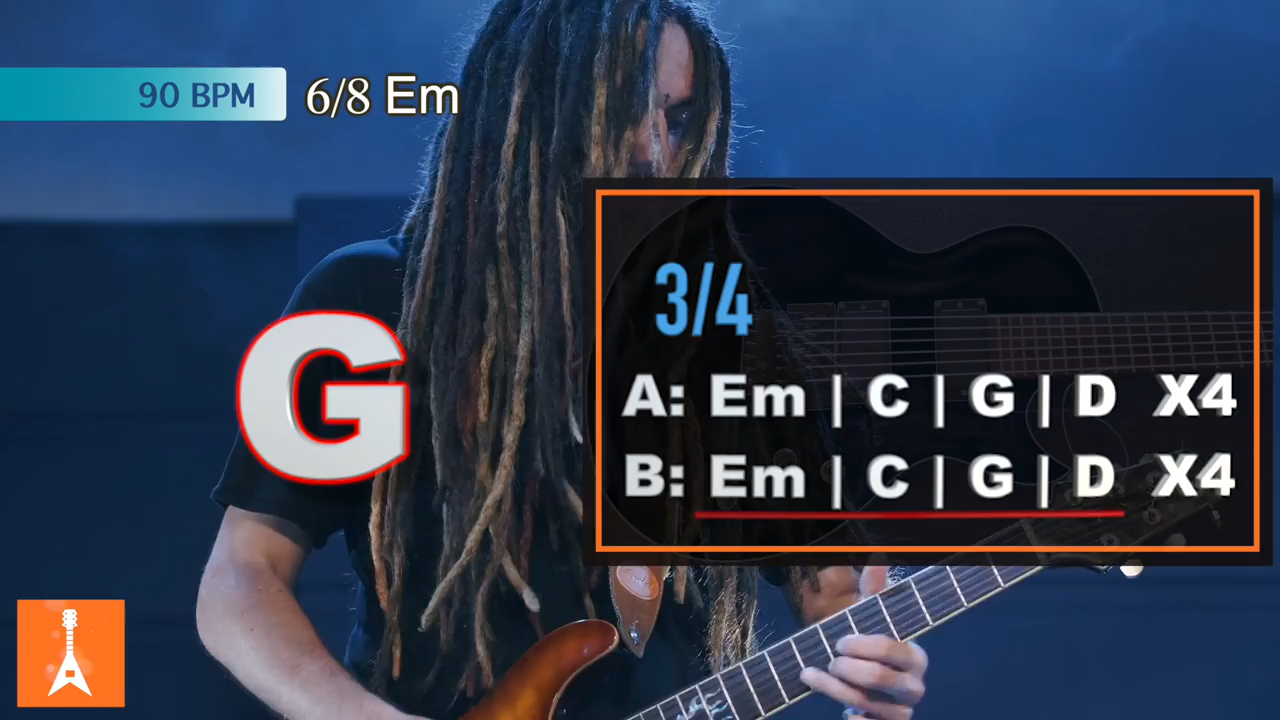 90 BPM 6/8 Em
G
3/4
A: Em | C | G | D X4
B: Em | C | G | D X4